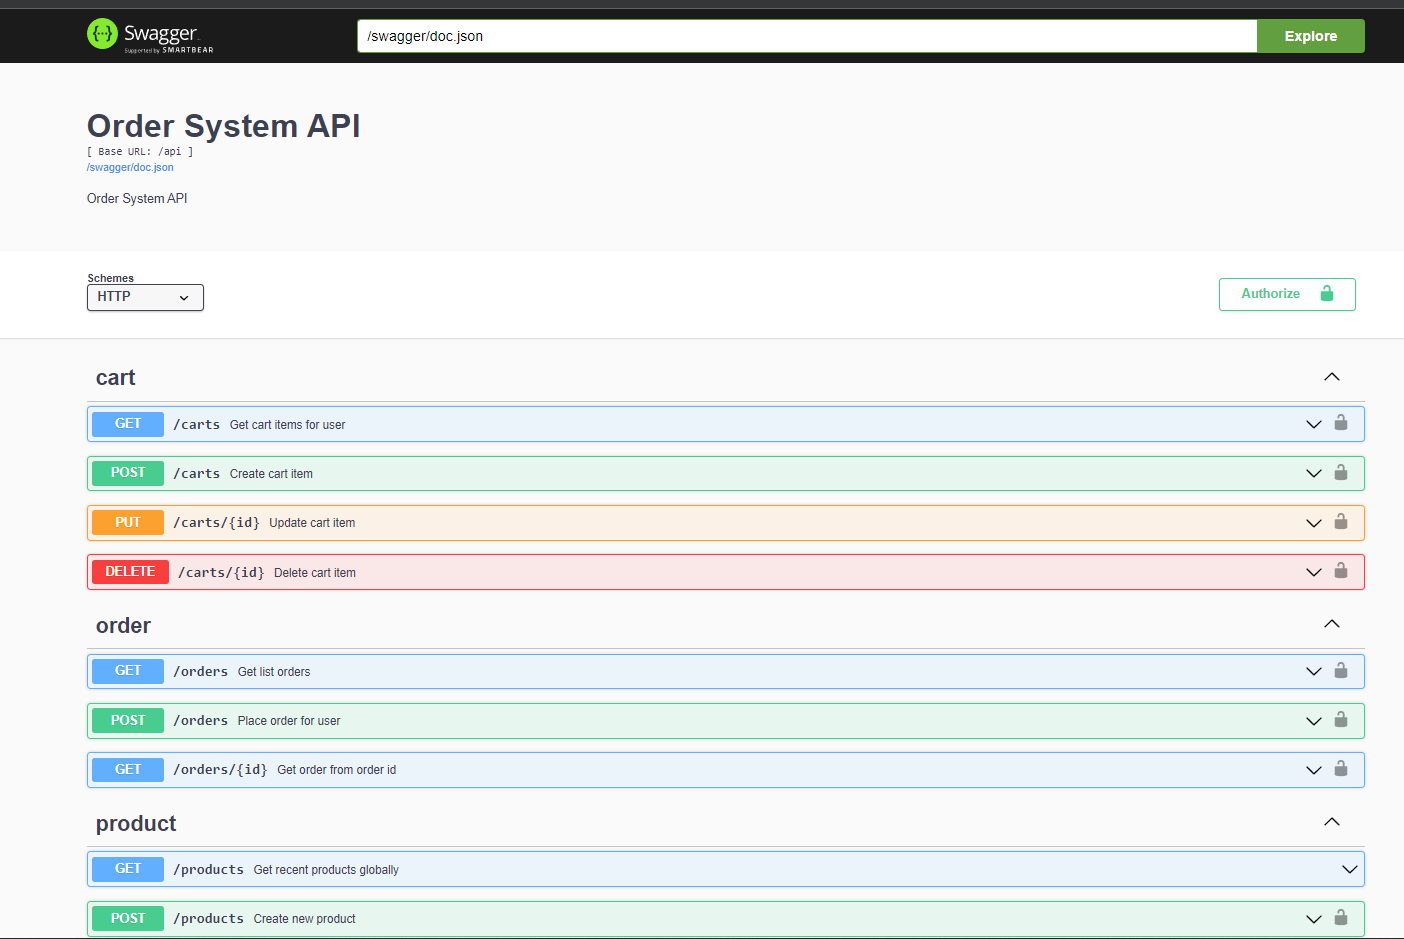 Swagger
Supported by SMARTBEAR
/swagger/doc.json
Explore
Order System API
[ Base URL: /api ]
/swagger/doc.json
Order System API
Schemes
HTTP
Authorize
cart
GET /carts Get cart items for user
POST /carts Create cart item
PUT /carts/{id} Update cart item
DELETE /carts/{id} Delete cart item
order
GET /orders Get list orders
POST /orders Place order for user
GET /orders/{id} Get order from order id
product
GET /products Get recent products globally
POST /products Create new product